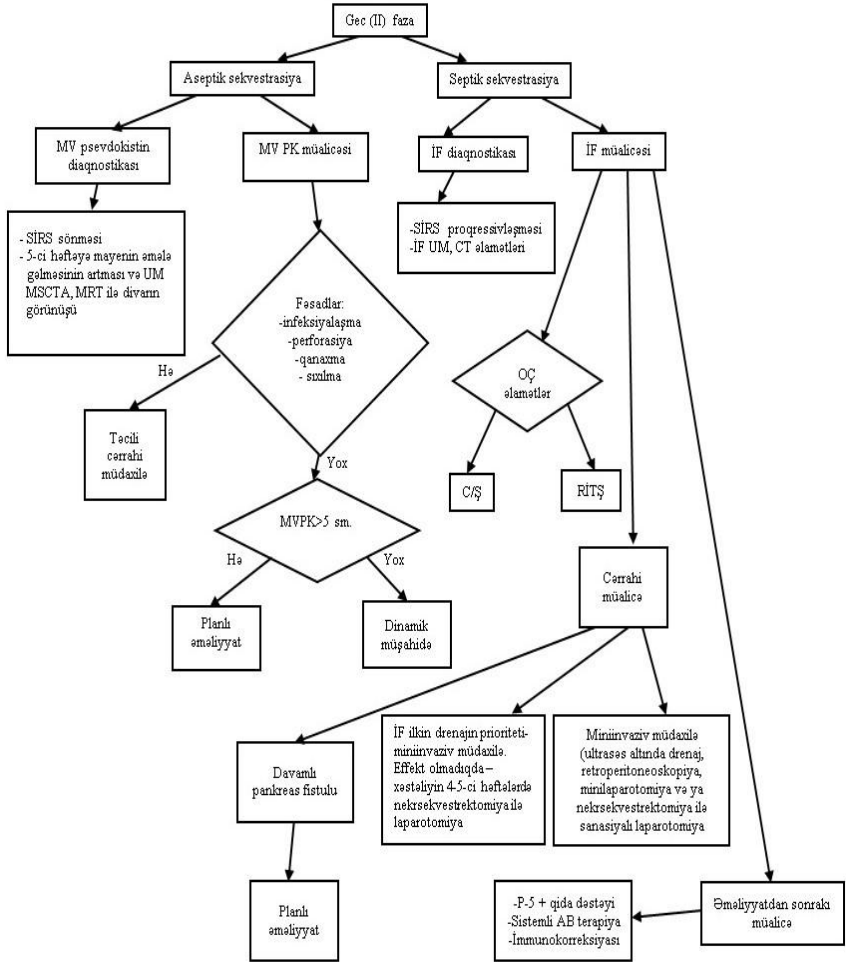 Gec (II) faza
Aseptik sekvestrasiya
Septik sekvestrasiya
MV psevdokistin
diaqnostikası
MV PK müalicəsi
İF diaqnostikası
İF müalicəsi
- SİRS sönməsi
- 5-ci həftəyə mayenin əmələ
gəlməsinin artması və UM
MSCTA, MRT ilə divarın
görünüşü
-SİRS proqressivləşməsi
-İF UM, CT əlamətləri
Fəsadlar:
-infeksiyalaşma
-perforasiya
-qanaxma
- sıxılma
Hə
Təcili
cərrahi
müdaxilə
Yox
OÇ
əlamətlər
C/Ş
RİTŞ
MVPK>5 sm.
Hə
Yox
Planlı
əməliyyat
Dinamik
müşahidə
Cərrahi
müalicə
Davamlı
pankreas fistulu
İF ilkin drenajın prioriteti-
miniinvaziv müdaxilə.
Effekt olmadıqda –
xəstəliyin 4-5-ci həftələrdə
nekrsekvestrektomiya ilə
laparotomiya
Miniinvaziv müdaxilə
(ultrasəs altında drenaj,
retroperitoneoskopiya,
minilaparotomiya və ya
nekrsekvestrektomiya ilə
sanasiyalı laparotomiya
Planlı
əməliyyat
-P-5 + qida dəstəyi
-Sistemli AB terapiya
-İmmunokorreksiyası
Əməliyyatdan sonrakı
müalicə